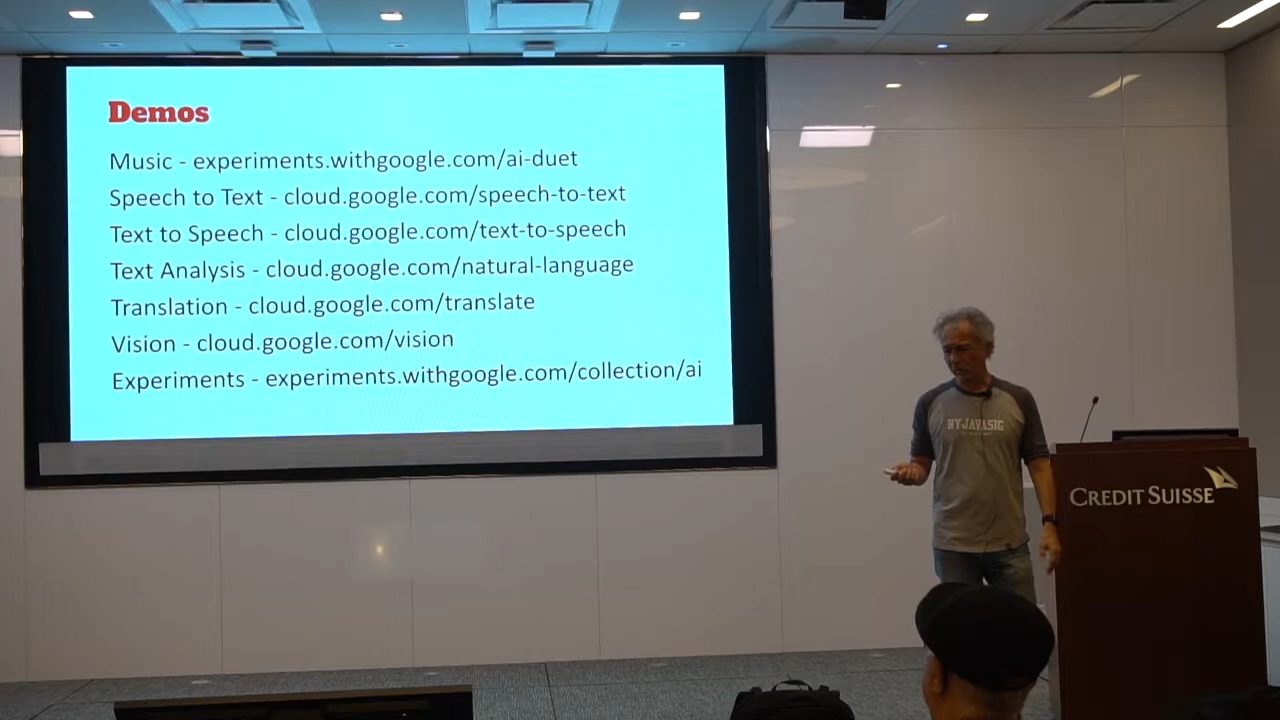 Demos
Music - experiments.withgoogle.com/ai-duet
Speech to Text - cloud.google.com/speech-to-text
Text to Speech - cloud.google.com/text-to-speech
Text Analysis - cloud.google.com/natural-language
Translation - cloud.google.com/translate
Vision - cloud.google.com/vision
Experiments - experiments.withgoogle.com/collection/ai
NYJAVASIG
CREDIT SUISSE